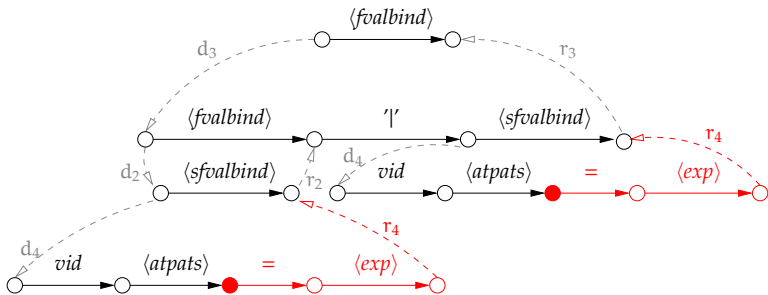 ⟨fvalbind⟩
d3 r3
⟨fvalbind⟩ '|' ⟨sfvalbind⟩
d4 r4
d2 ⟨sfvalbind⟩ r2 vid ⟨atpats⟩ = ⟨exp⟩
d4 r4
vid ⟨atpats⟩ = ⟨exp⟩